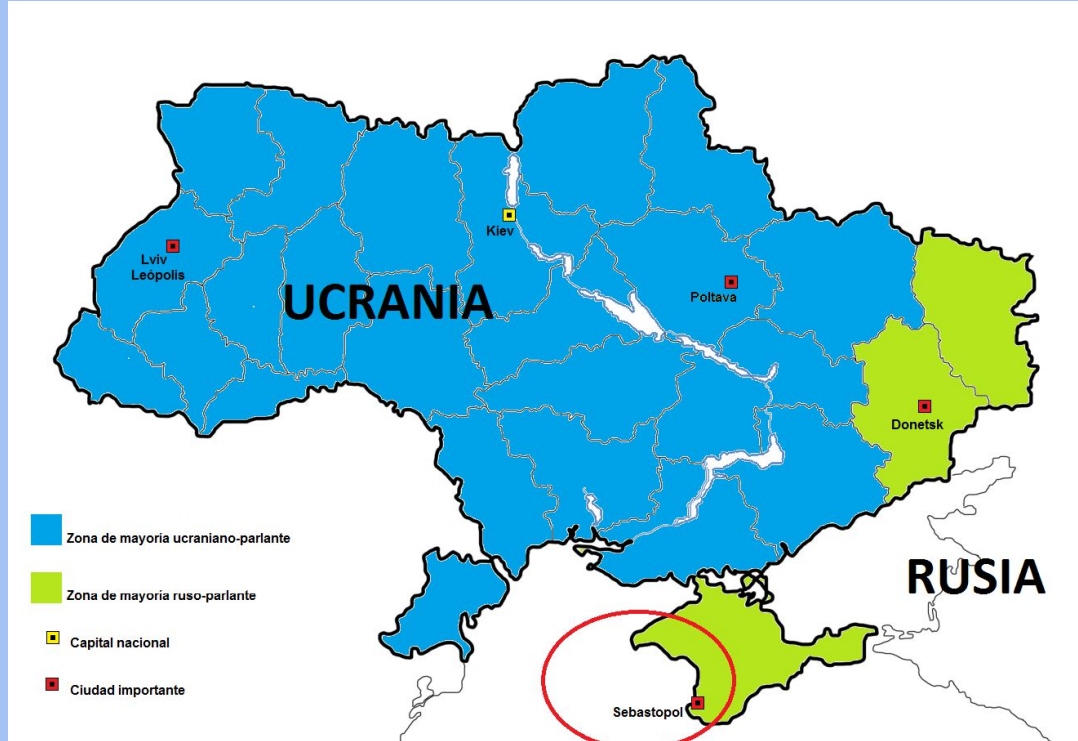 Kiev
Lviv
Leópolis
UCRANIA
Poltava
Donetsk
Zona de mayoría ucraniano-parlante
RUSIA
Zona de mayoría ruso-parlante
Capital nacional
Ciudad importante
Sebastopol